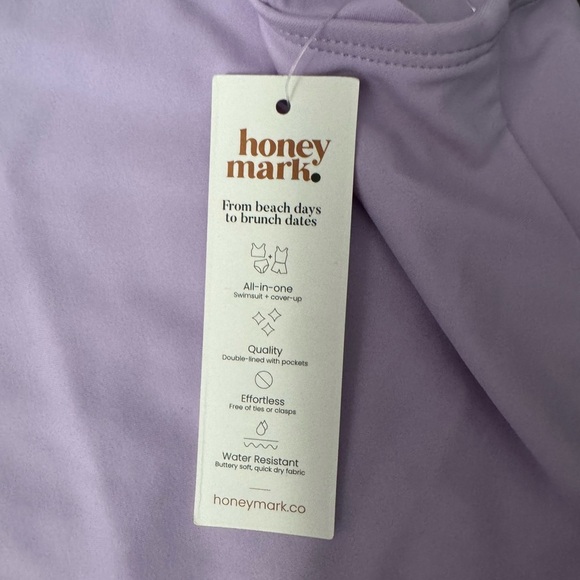 honey
mark.
From beach days
to brunch dates
All-in-one
Swimsuit + cover-up
Quality
Double-lined with pockets
Effortless
Free of ties or clasps
Water Resistant
Buttery soft, quick dry fabric
honeymark.co